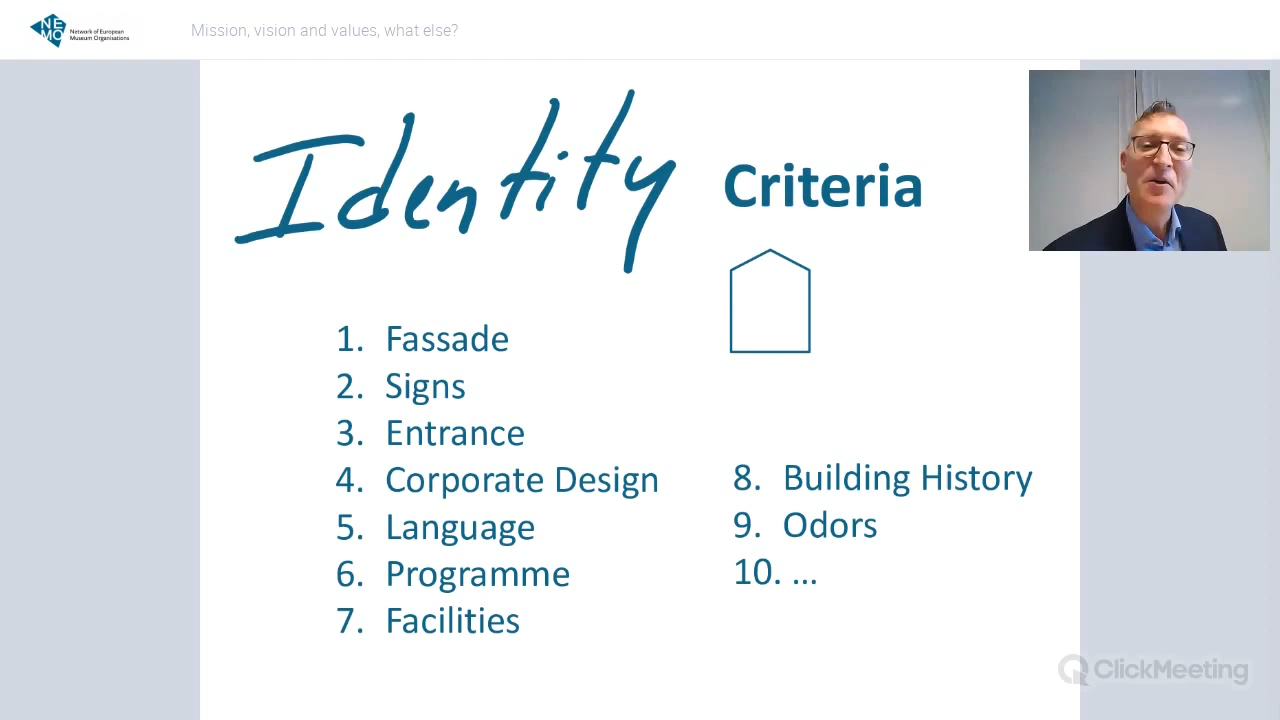 NE
MO
Network of European
Museum Organisations
Mission, vision and values, what else?
Identity Criteria
1. Fassade
2. Signs
3. Entrance
4. Corporate Design
5. Language
6. Programme
7. Facilities
8. Building History
9. Odors
10. ...
ClickMeeting